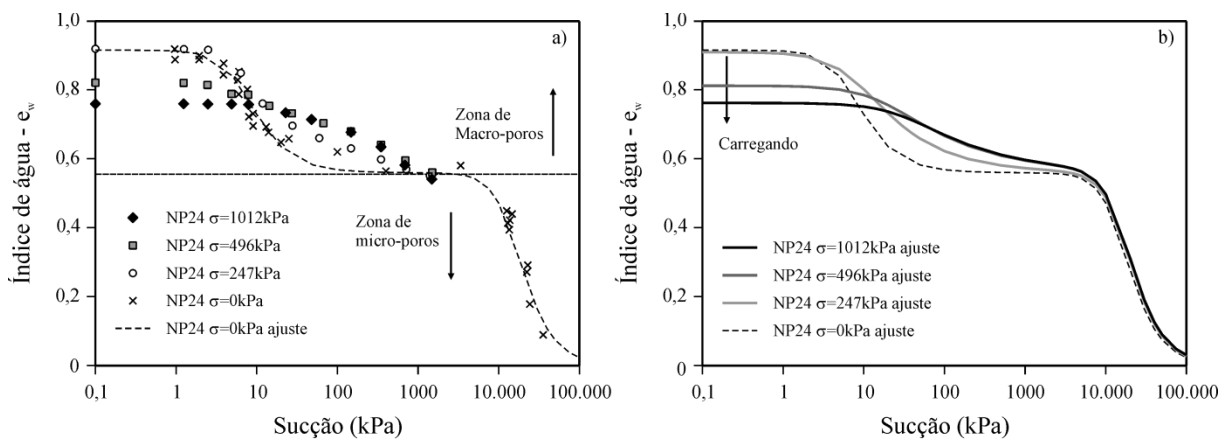 a)
Índice de água - e_w
1,0
0,8
0,6
0,4
0,2
0
Zona de
Macro-poros
Zona de
micro-poros
NP24 σ=1012kPa
NP24 σ=496kPa
NP24 σ=247kPa
NP24 σ=0kPa
NP24 σ=0kPa ajuste
0,1 1 10 100 1000 10.000 100.000
Sucção (kPa)
b)
Índice de água - e_w
1,0
0,8
0,6
0,4
0,2
0
Carregando
NP24 σ=1012kPa ajuste
NP24 σ=496kPa ajuste
NP24 σ=247kPa ajuste
NP24 σ=0kPa ajuste
0,1 1 10 100 1000 10.000 100.000
Sucção (kPa)